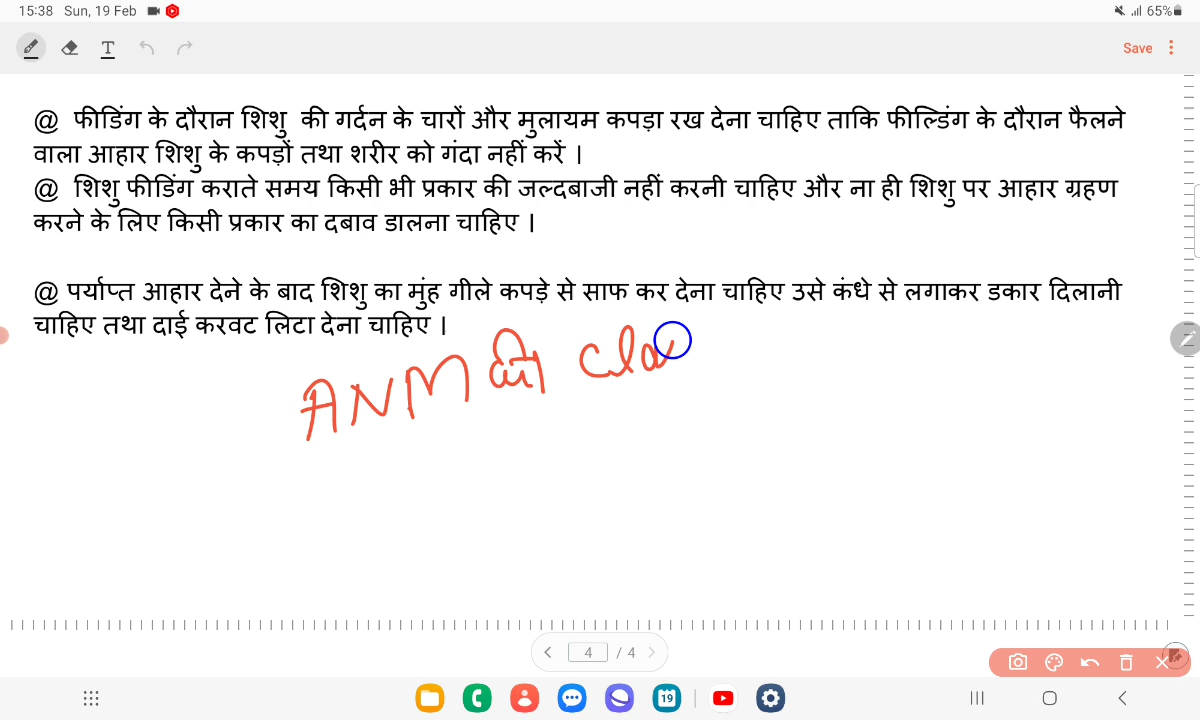 15:38 Sun, 19 Feb 65%
Save
@ फीडिंग के दौरान शिशु की गर्दन के चारों और मुलायम कपड़ा रख देना चाहिए ताकि फील्डिंग के दौरान फैलने
वाला आहार शिशु के कपड़ों तथा शरीर को गंदा नहीं करें ।
@ शिशु फीडिंग कराते समय किसी भी प्रकार की जल्दबाजी नहीं करनी चाहिए और ना ही शिशु पर आहार ग्रहण
करने के लिए किसी प्रकार का दबाव डालना चाहिए ।
@ पर्याप्त आहार देने के बाद शिशु का मुंह गीले कपड़े से साफ कर देना चाहिए उसे कंधे से लगाकर डकार दिलानी
चाहिए तथा दाई करवट लिटा देना चाहिए ।
ANM की cla
4 / 4
19